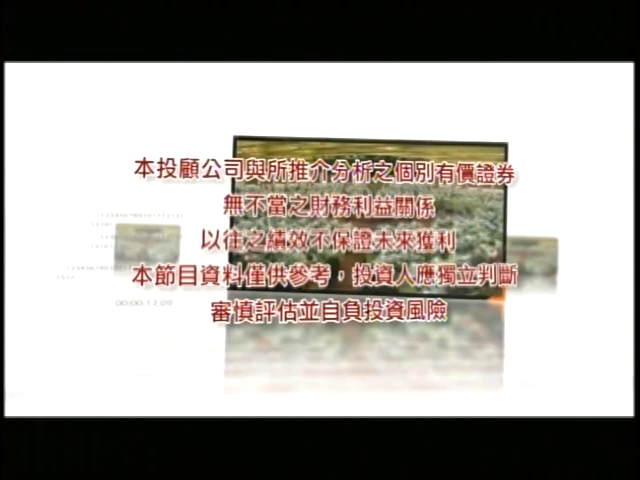 本投顧公司與所推介分析之個別有價證券
無不當之財務利益關係
以往之績效不保證未來獲利
本節目資料僅供參考，投資人應獨立判斷
審慎評估並自負投資風險